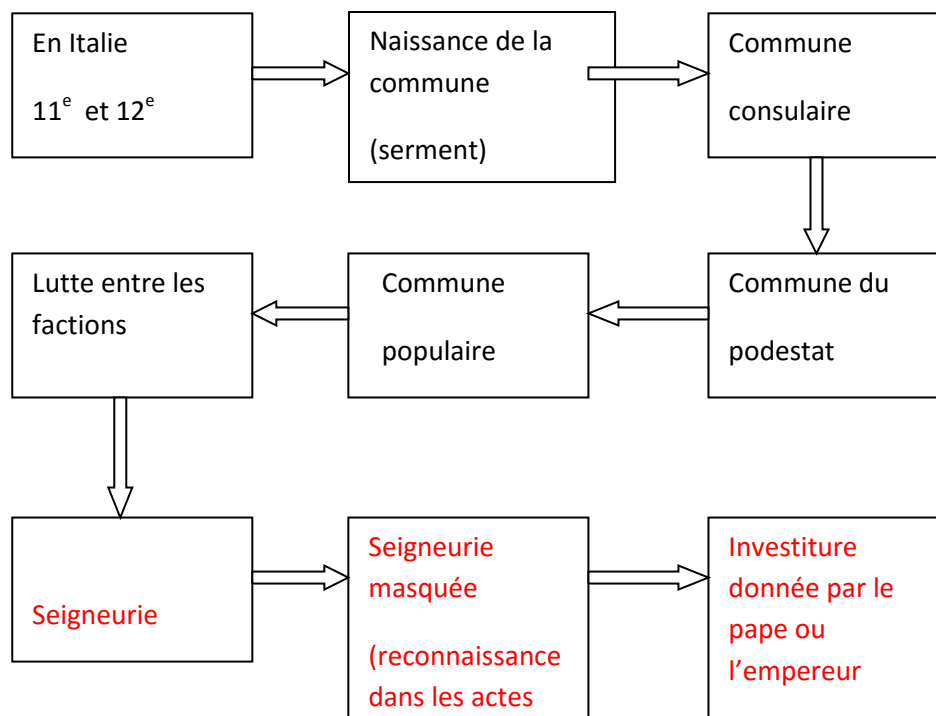 En Italie
11e et 12e
Naissance de la
commune
(serment)
Commune
consulaire
Commune du
podestat
Commune
populaire
Lutte entre les
factions
Seigneurie
Seigneurie
masquée
(reconnaissance
dans les actes
Investiture
donnée par le
pape ou
l’empereur